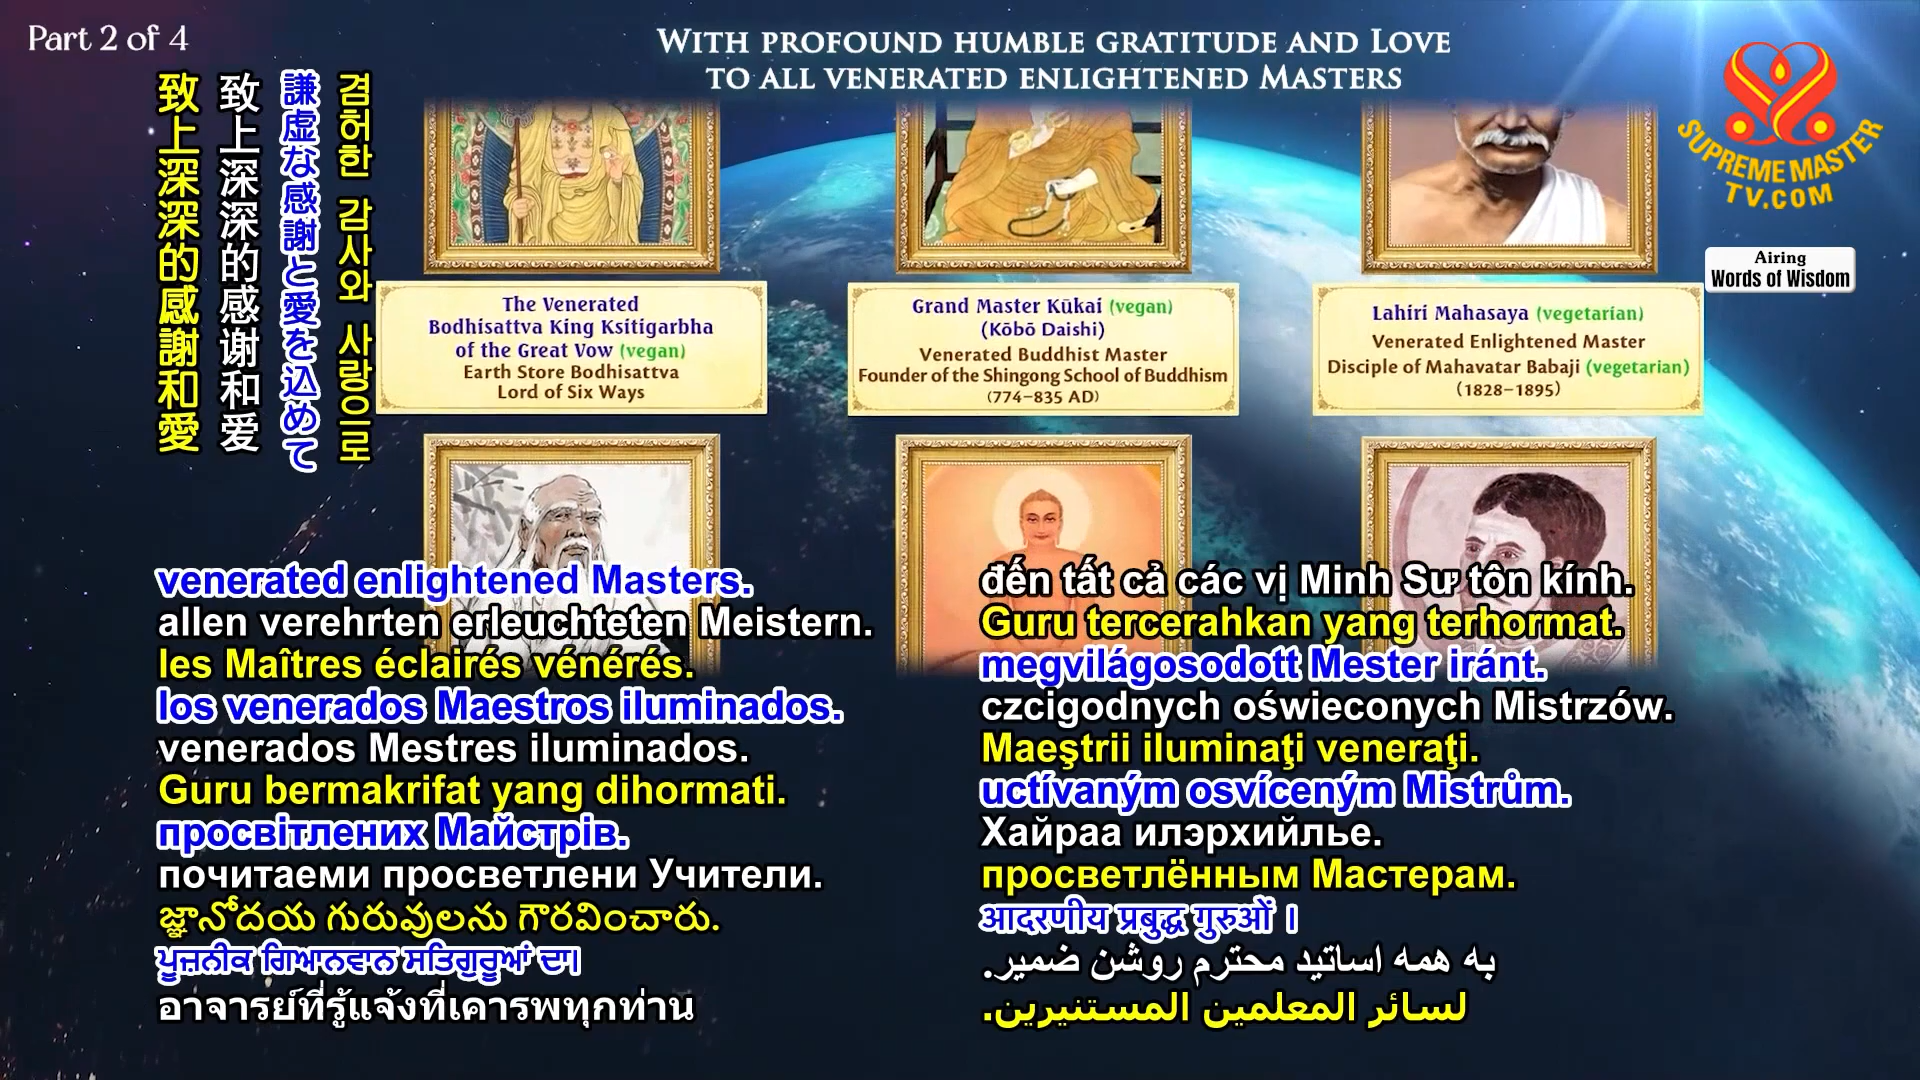 Part 2 of 4
WITH PROFOUND HUMBLE GRATITUDE AND LOVE
TO ALL VENERATED ENLIGHTENED MASTERS
SUPREME MASTER
TV.COM
Airing
Words of Wisdom
致上深深的感謝和愛
致上深深的感谢和爱
謙虚な感謝と愛を込めて
겸허한 감사와 사랑으로
The Venerated
Bodhisattva King Ksitigarbha
of the Great Vow (vegan)
Earth Store Bodhisattva
Lord of Six Ways
Grand Master Kūkai (vegan)
(Kōbō Daishi)
Venerated Buddhist Master
Founder of the Shingong School of Buddhism
(774–835 AD)
Lahiri Mahasaya (vegetarian)
Venerated Enlightened Master
Disciple of Mahavatar Babaji (vegetarian)
(1828–1895)
venerated enlightened Masters.
allen verehrten erleuchteten Meistern.
les Maîtres éclairés vénérés.
los venerados Maestros iluminados.
venerados Mestres iluminados.
Guru bermakrifat yang dihormati.
просвітлених Майстрів.
почитаеми просветлени Учители.
జ్ఞానోదయ గురువులను గౌరవించారు.
ਪੂਜਨੀਕ ਗਿਆਨਵਾਨ ਸਤਿਗੁਰੂਆਂ ਦਾ।
อาจารย์ที่รู้แจ้งที่เคารพทุกท่าน
đến tất cả các vị Minh Sư tôn kính.
Guru tercerahkan yang terhormat.
megvilágosodott Mester iránt.
czcigodnych oświeconych Mistrzów.
Maeştrii iluminaţi veneraţi.
uctívaným osvíceným Mistrům.
Хайраа илэрхийлье.
просветлённым Мастерам.
आदरणीय प्रबुद्ध गुरुओं ।
به همه اساتید محترم روشن ضمیر.
لسائر المعلمين المستنيرين.